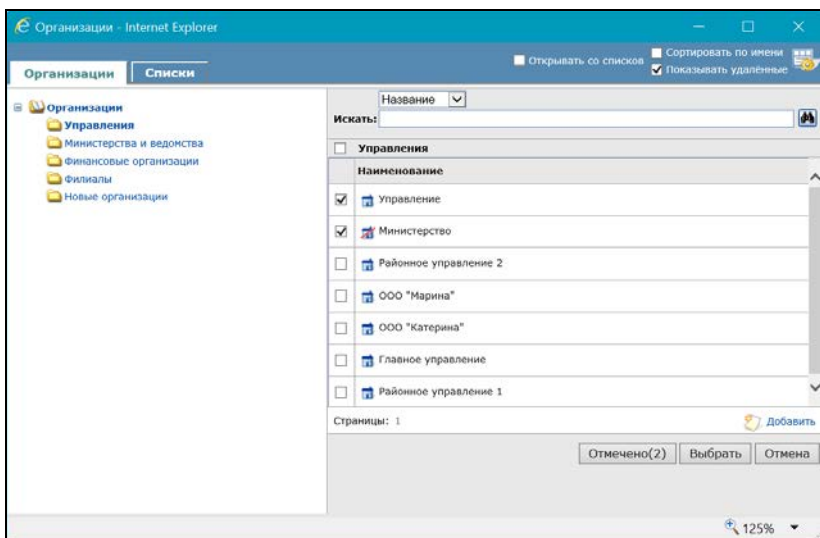 Организации - Internet Explorer
Организации
Списки
Открывать со списков
Сортировать по имени
Показывать удалённые
Организации
Управления
Министерства и ведомства
Финансовые организации
Филиалы
Новые организации
Название
Искать:
Управления
Наименование
Управление
Министерство
Районное управление 2
ООО "Марина"
ООО "Катерина"
Главное управление
Районное управление 1
Страницы: 1
Добавить
Отмечено(2)
Выбрать
Отмена
125%